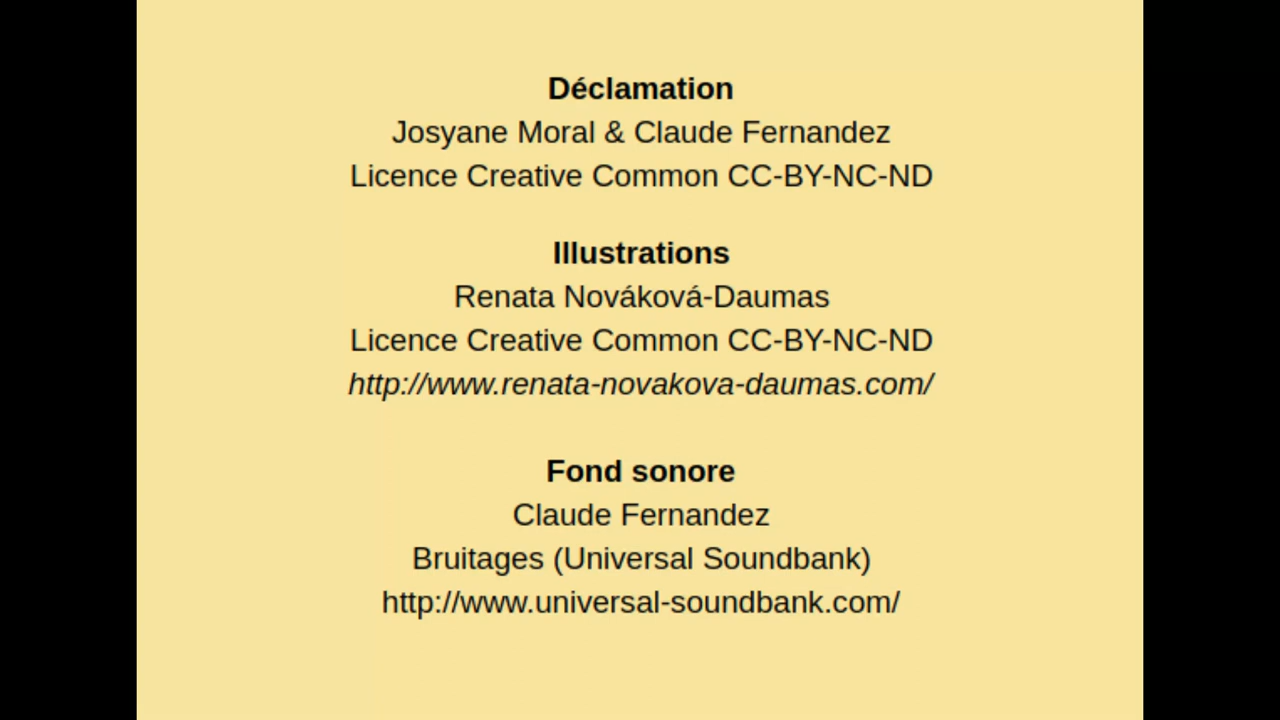 Déclamation
Josyane Moral & Claude Fernandez
Licence Creative Common CC-BY-NC-ND
Illustrations
Renata Nováková-Daumas
Licence Creative Common CC-BY-NC-ND
http://www.renata-novakova-daumas.com/
Fond sonore
Claude Fernandez
Bruitages (Universal Soundbank)
http://www.universal-soundbank.com/